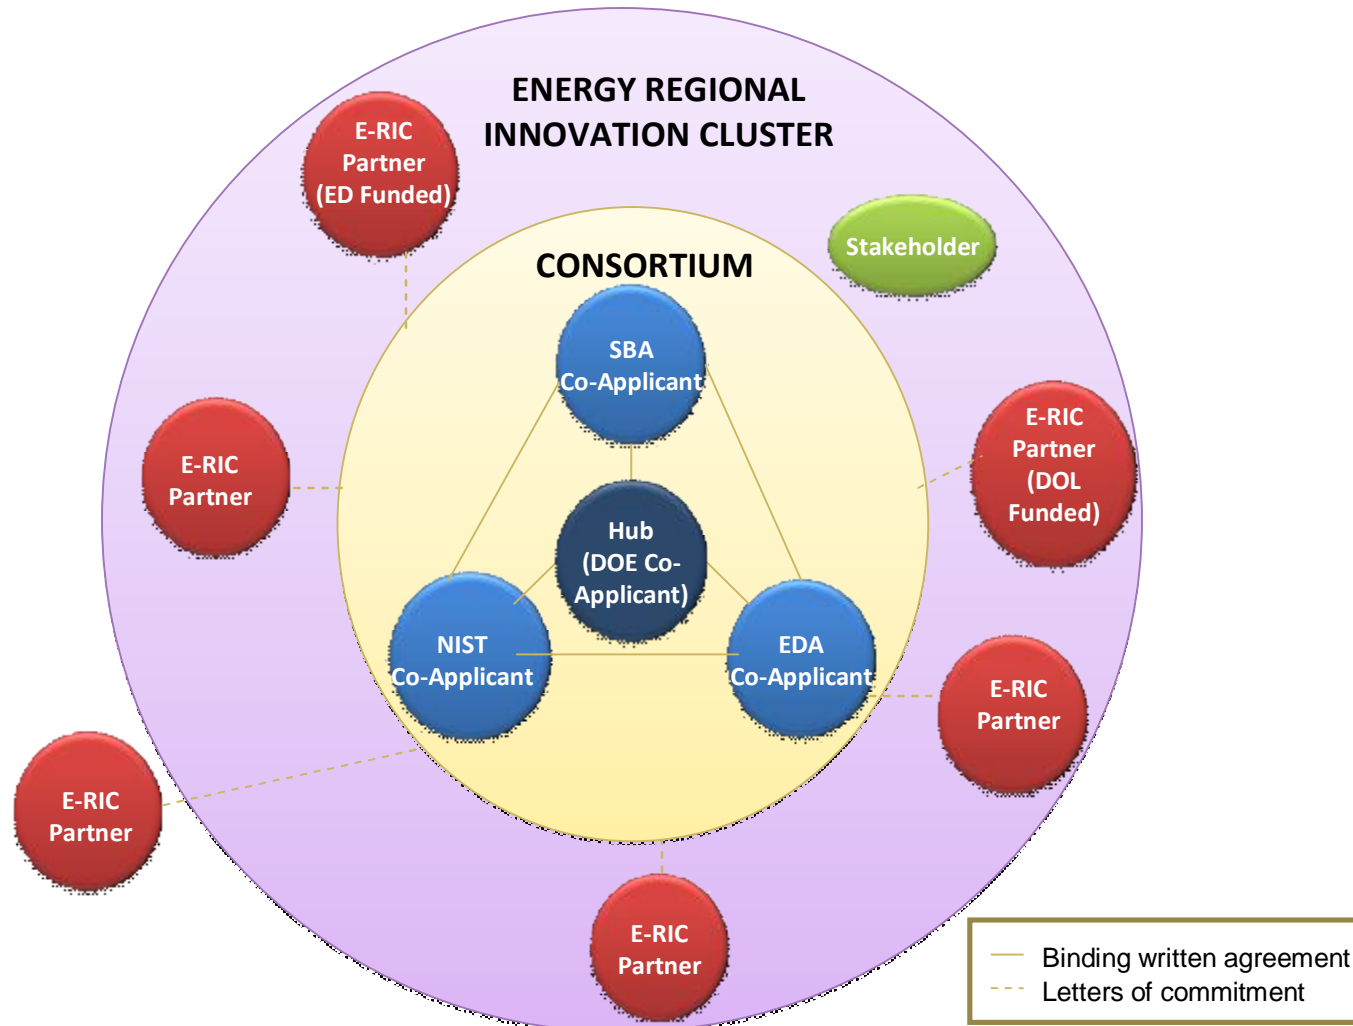 ENERGY REGIONAL
INNOVATION CLUSTER
E-RIC
Partner
(ED Funded)
Stakeholder
CONSORTIUM
SBA
Co-Applicant
E-RIC
Partner
E-RIC
Partner
(DOL
Funded)
Hub
(DOE Co-
Applicant)
NIST
Co-Applicant
EDA
Co-Applicant
E-RIC
Partner
E-RIC
Partner
E-RIC
Partner
Binding written agreement
Letters of commitment